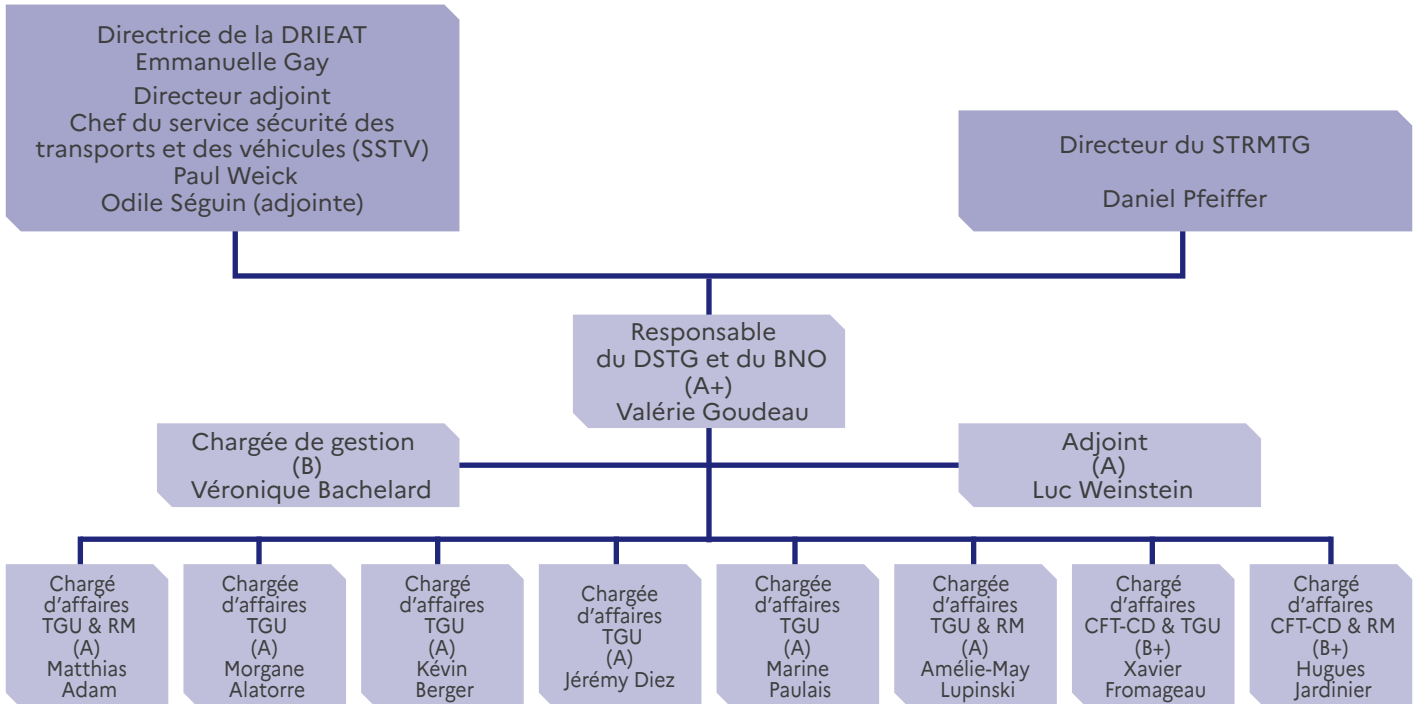 Directrice de la DRIEAT
Emmanuelle Gay
Directeur adjoint
Chef du service sécurité des
transports et des véhicules (SSTV)
Paul Weick
Odile Séguin (adjointe)
Directeur du STRMTG
Daniel Pfeiffer
Responsable
du DSTG et du BNO
(A+)
Valérie Goudeau
Chargée de gestion
(B)
Véronique Bachelard
Adjoint
(A)
Luc Weinstein
Chargé
d'affaires
TGU & RM
(A)
Matthias
Adam
Chargée
d'affaires
TGU
(A)
Morgane
Alatorre
Chargé
d'affaires
TGU
(A)
Kévin
Berger
Chargée
d'affaires
TGU
(A)
Jérémy Diez
Chargée
d'affaires
TGU
(A)
Marine
Paulais
Chargée
d'affaires
TGU & RM
(A)
Amélie-May
Lupinski
Chargé
d'affaires
CFT-CD & TGU
(B+)
Xavier
Fromageau
Chargé
d'affaires
CFT-CD & RM
(B+)
Hugues
Jardinier